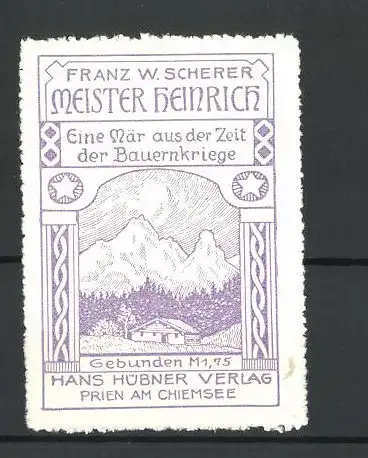 FRANZ W. SCHERER
MEISTER HEINRICH
Eine Mär aus der Zeit
der Bauernkriege
Gebunden M 1,75
HANS HÜBNER VERLAG
PRIEN AM CHIEMSEE